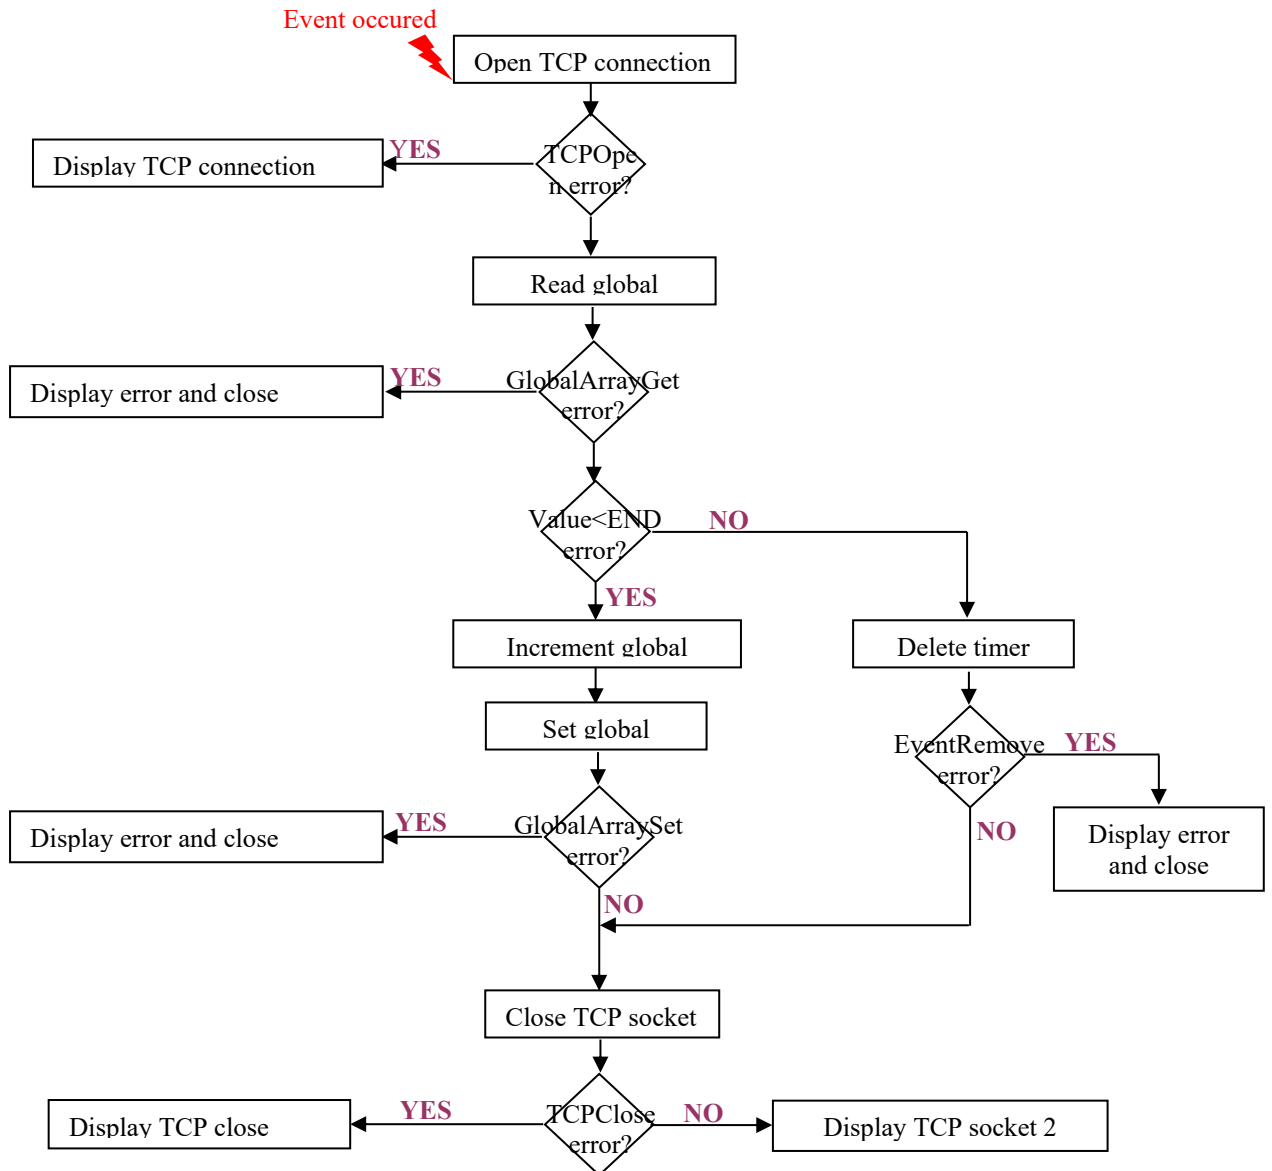 Event occured
Open TCP connection
YES
TCPOpe
n error?
Display TCP connection
Read global
YES
GlobalArrayGet
error?
Display error and close
Value<END
error?
NO
YES
Increment global
Delete timer
Set global
EventRemove
error?
YES
YES
GlobalArraySet
error?
Display error and close
NO
Display error
and close
NO
Close TCP socket
YES
TCPClose
error?
NO
Display TCP close
Display TCP socket 2